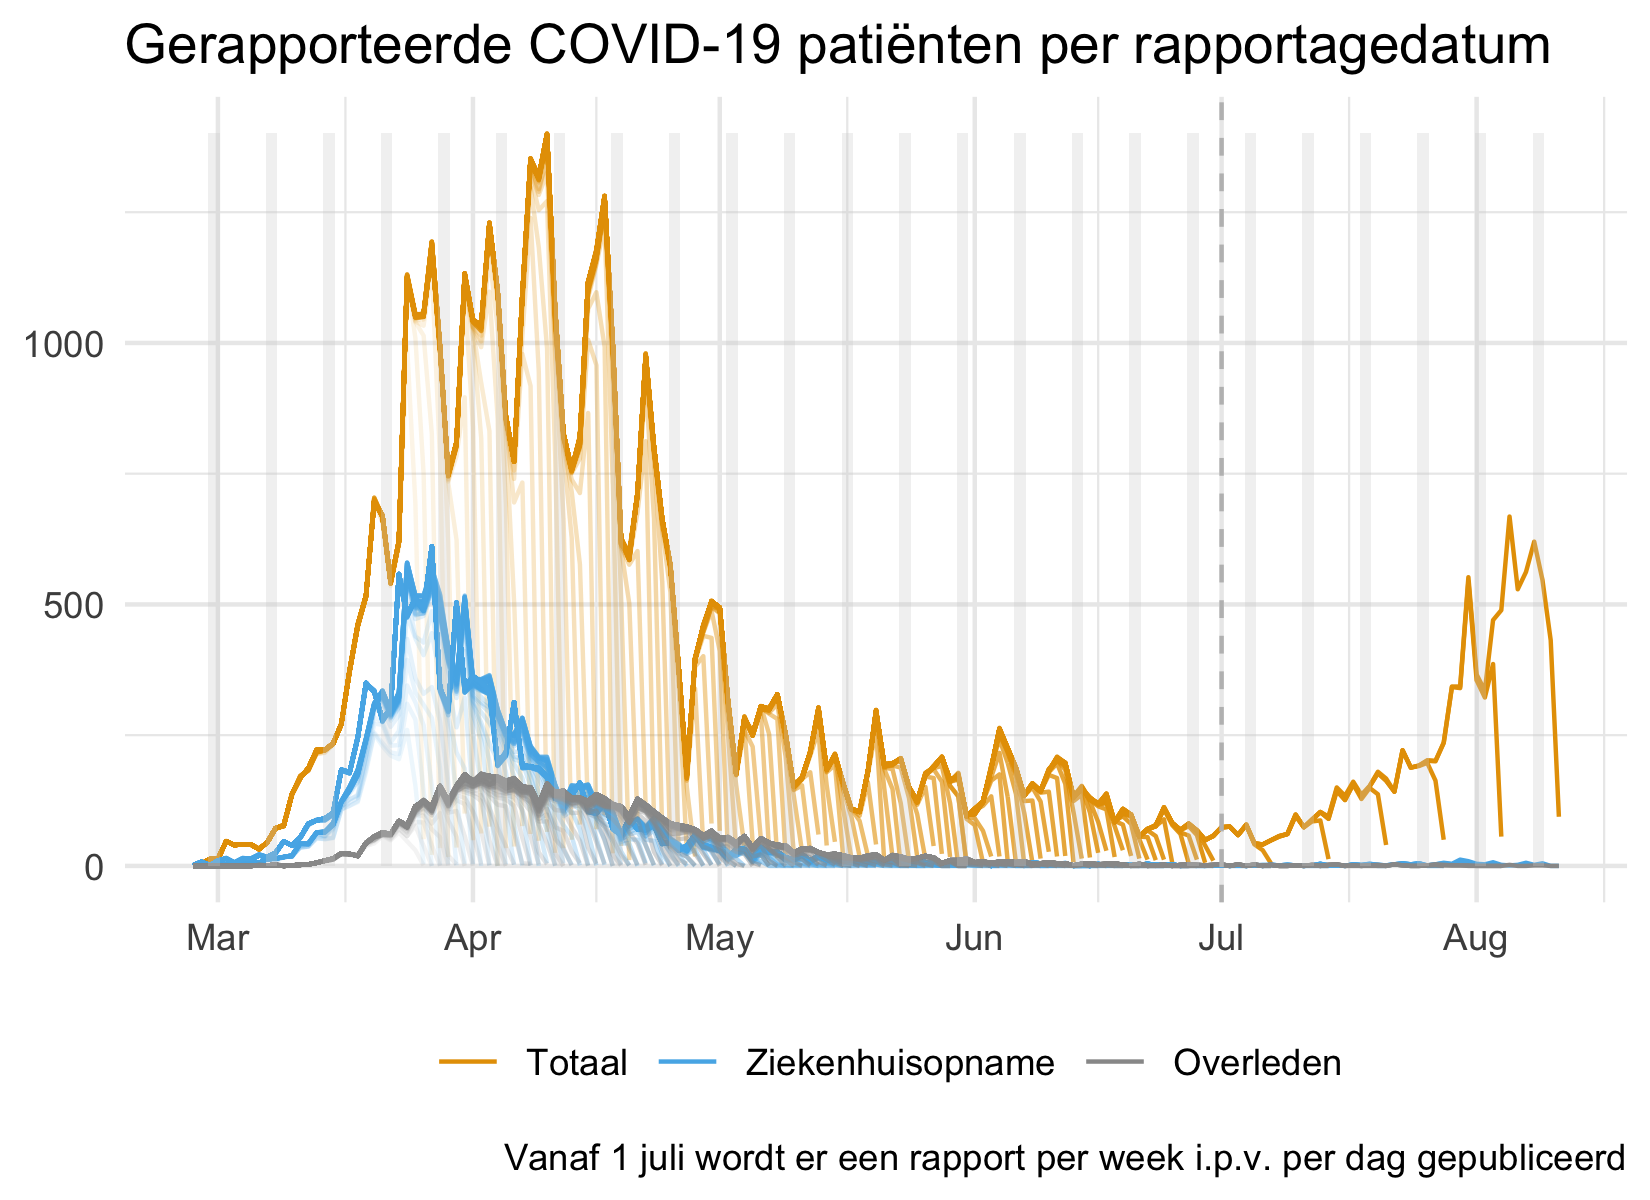 Gerapporteerde COVID-19 patiënten per rapportagedatum
1000
500
0
Mar Apr May Jun Jul Aug
Totaal Ziekenhuisopname Overleden
Vanaf 1 juli wordt er een rapport per week i.p.v. per dag gepubliceerd